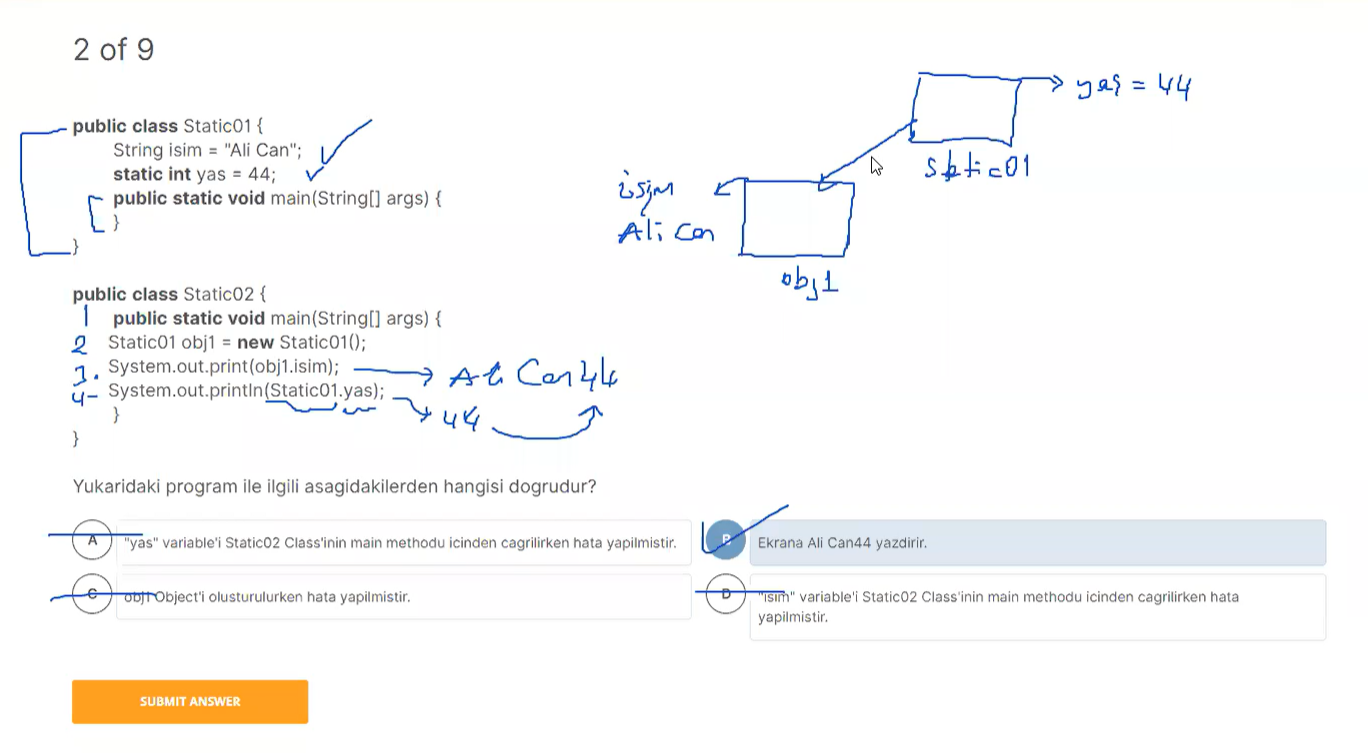 2 of 9
public class Static01 {
String isim = "Ali Can";
static int yas = 44;
public static void main(String[] args) {
}
}
yaş = 44
Static01
isim
Ali Can
obj1
public class Static02 {
1 public static void main(String[] args) {
2 Static01 obj1 = new Static01();
3. System.out.print(obj1.isim); Ali Can44
4- System.out.println(Static01.yas); 44
}
}
Yukaridaki program ile ilgili asagidakilerden hangisi dogrudur?
A "yas" variable'i Static02 Class'inin main methodu icinden cagrilirken hata yapilmistir.
B Ekrana Ali Can44 yazdirir.
C obj1 Object'i olusturulurken hata yapilmistir.
D "isim" variable'i Static02 Class'inin main methodu icinden cagrilirken hata
yapilmistir.
SUBMIT ANSWER